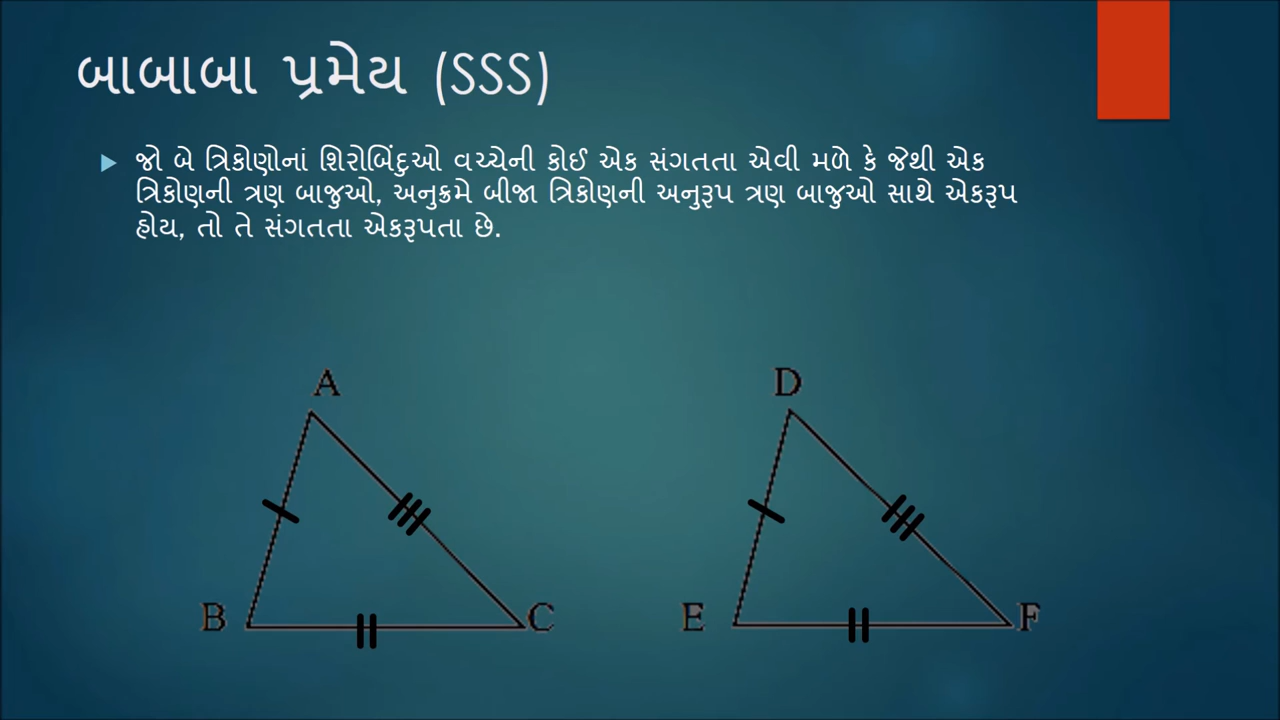 બાબાબા પ્રમેય (SSS)
જો બે ત્રિકોણોનાં શિરોબિંદુઓ વચ્ચેની કોઈ એક સંગતતા એવી મળે કે જેથી એક
ત્રિકોણની ત્રણ બાજુઓ, અનુક્રમે બીજા ત્રિકોણની અનુરૂપ ત્રણ બાજુઓ સાથે એકરૂપ
હોય, તો તે સંગતતા એકરૂપતા છે.
A D
B C E F